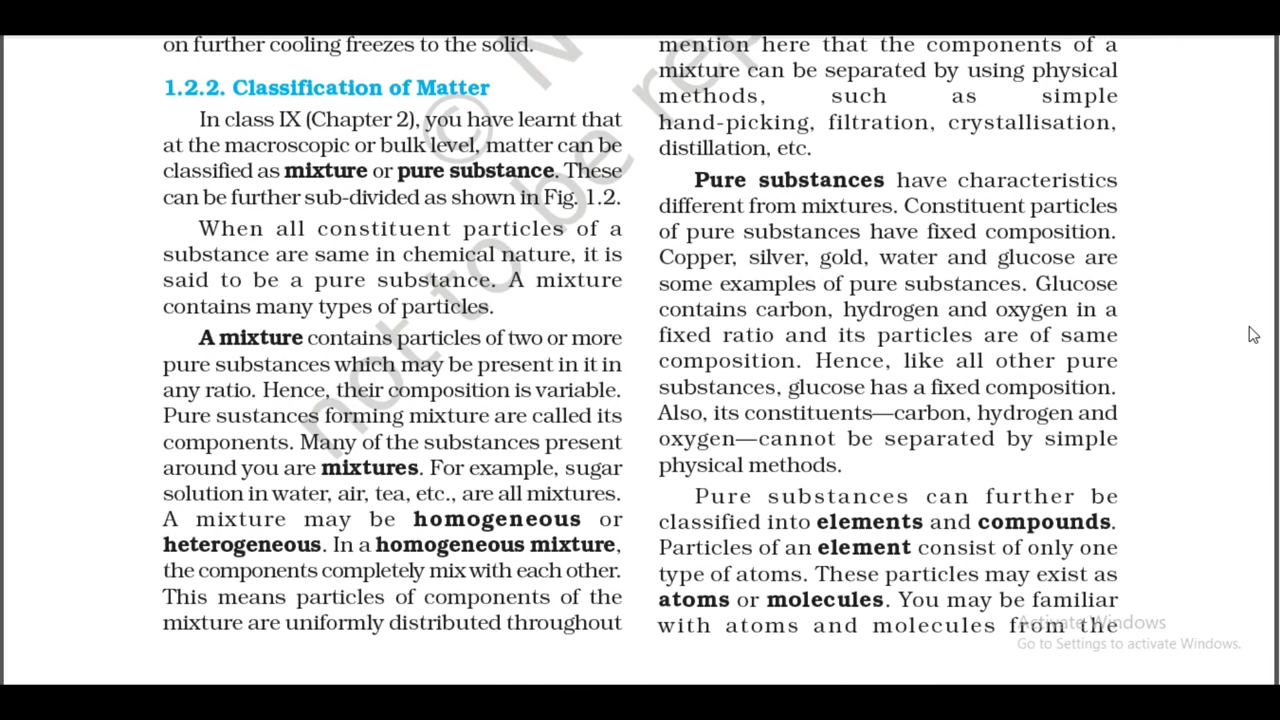 on further cooling freezes to the solid.
1.2.2. Classification of Matter
In class IX (Chapter 2), you have learnt that
at the macroscopic or bulk level, matter can be
classified as mixture or pure substance. These
can be further sub-divided as shown in Fig. 1.2.
When all constituent particles of a
substance are same in chemical nature, it is
said to be a pure substance. A mixture
contains many types of particles.
A mixture contains particles of two or more
pure substances which may be present in it in
any ratio. Hence, their composition is variable.
Pure sustances forming mixture are called its
components. Many of the substances present
around you are mixtures. For example, sugar
solution in water, air, tea, etc., are all mixtures.
A mixture may be homogeneous or
heterogeneous. In a homogeneous mixture,
the components completely mix with each other.
This means particles of components of the
mixture are uniformly distributed throughout
mention here that the components of a
mixture can be separated by using physical
methods, such as simple
hand-picking, filtration, crystallisation,
distillation, etc.
Pure substances have characteristics
different from mixtures. Constituent particles
of pure substances have fixed composition.
Copper, silver, gold, water and glucose are
some examples of pure substances. Glucose
contains carbon, hydrogen and oxygen in a
fixed ratio and its particles are of same
composition. Hence, like all other pure
substances, glucose has a fixed composition.
Also, its constituents—carbon, hydrogen and
oxygen—cannot be separated by simple
physical methods.
Pure substances can further be
classified into elements and compounds.
Particles of an element consist of only one
type of atoms. These particles may exist as
atoms or molecules. You may be familiar
with atoms and molecules from the
© N
not to be rep
Activate Windows
Go to Settings to activate Windows.